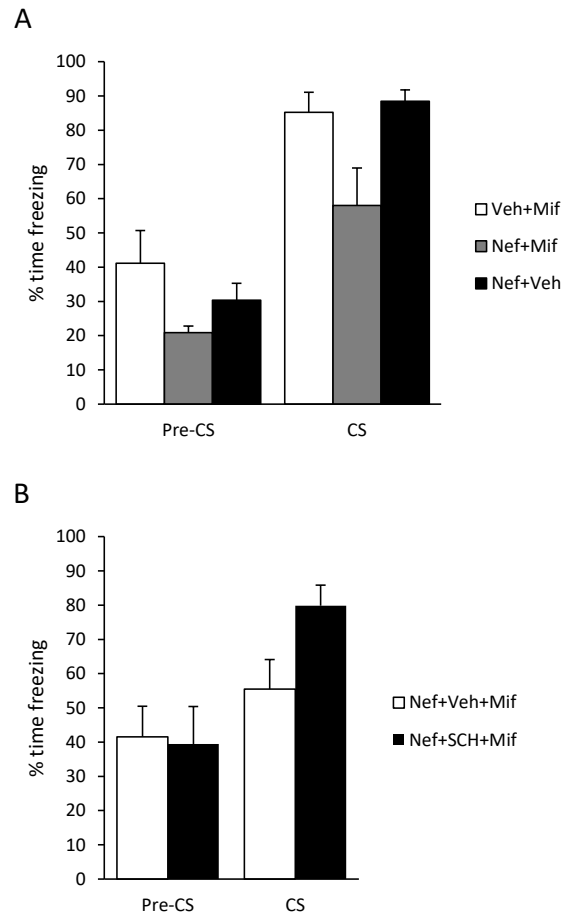 A
100
90
80
70
60
50
40
30
20
10
0
% time freezing
Pre-CS
CS
Veh+Mif
Nef+Mif
Nef+Veh
B
100
90
80
70
60
50
40
30
20
10
0
% time freezing
Pre-CS
CS
Nef+Veh+Mif
Nef+SCH+Mif